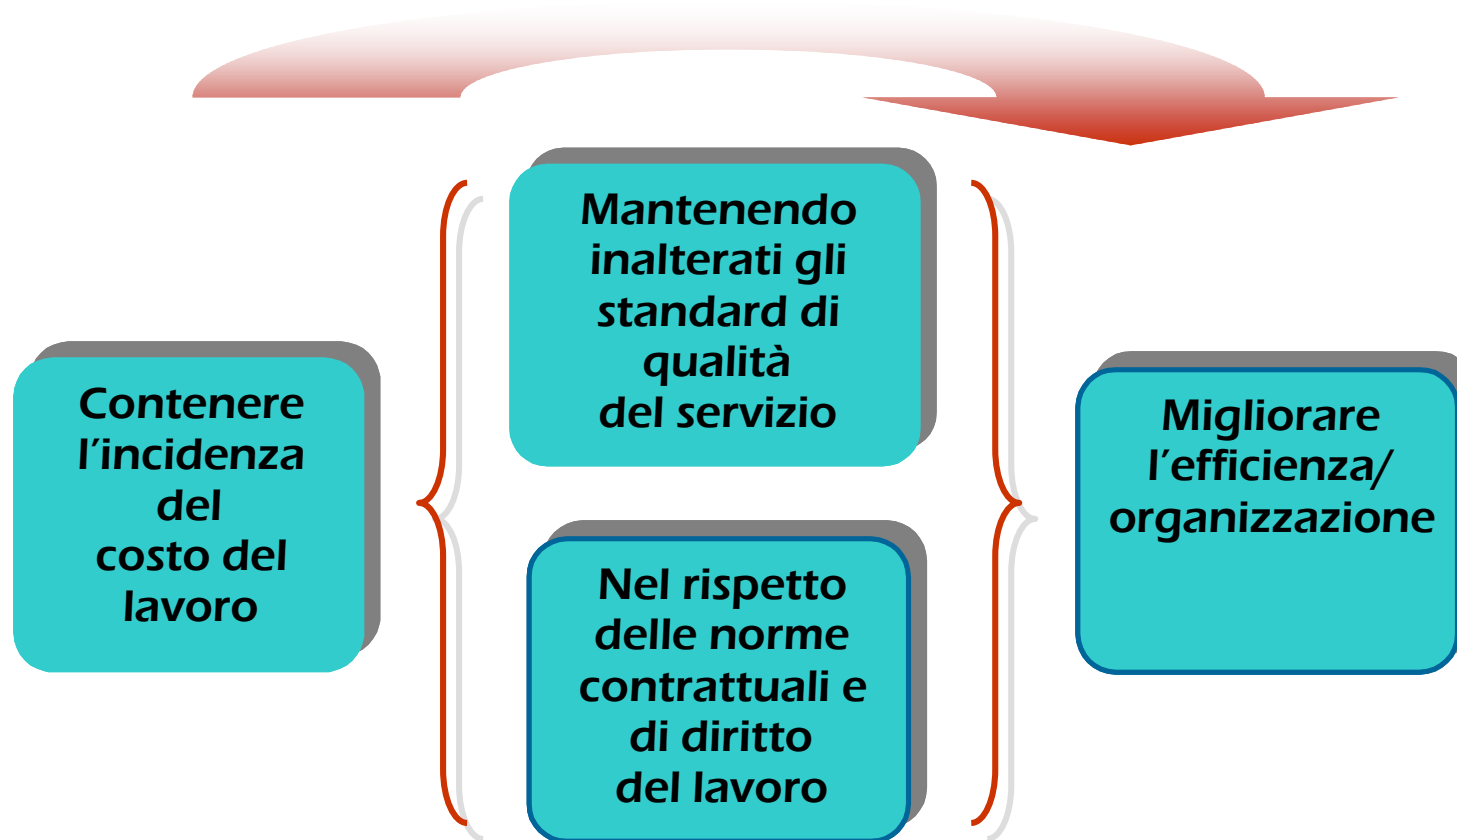 Contenere
l’incidenza
del
costo del
lavoro
Mantenendo
inalterati gli
standard di
qualità
del servizio
Nel rispetto
delle norme
contrattuali e
di diritto
del lavoro
Migliorare
l’efficienza/
organizzazione